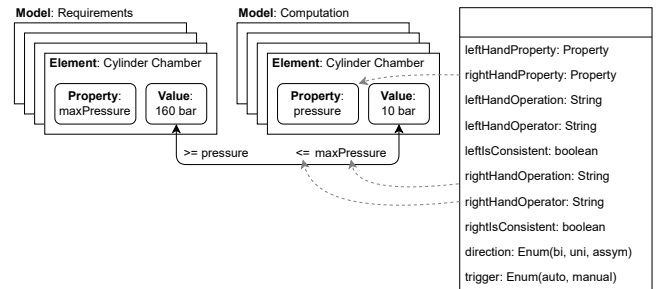 Model: Requirements
Element: Cylinder Chamber
Property:
maxPressure
Value:
160 bar
Model: Computation
Element: Cylinder Chamber
Property:
pressure
Value:
10 bar
>= pressure
<= maxPressure
leftHandProperty: Property
rightHandProperty: Property
leftHandOperation: String
leftHandOperator: String
leftIsConsistent: boolean
rightHandOperation: String
rightHandOperator: String
rightIsConsistent: boolean
direction: Enum(bi, uni, assym)
trigger: Enum(auto, manual)